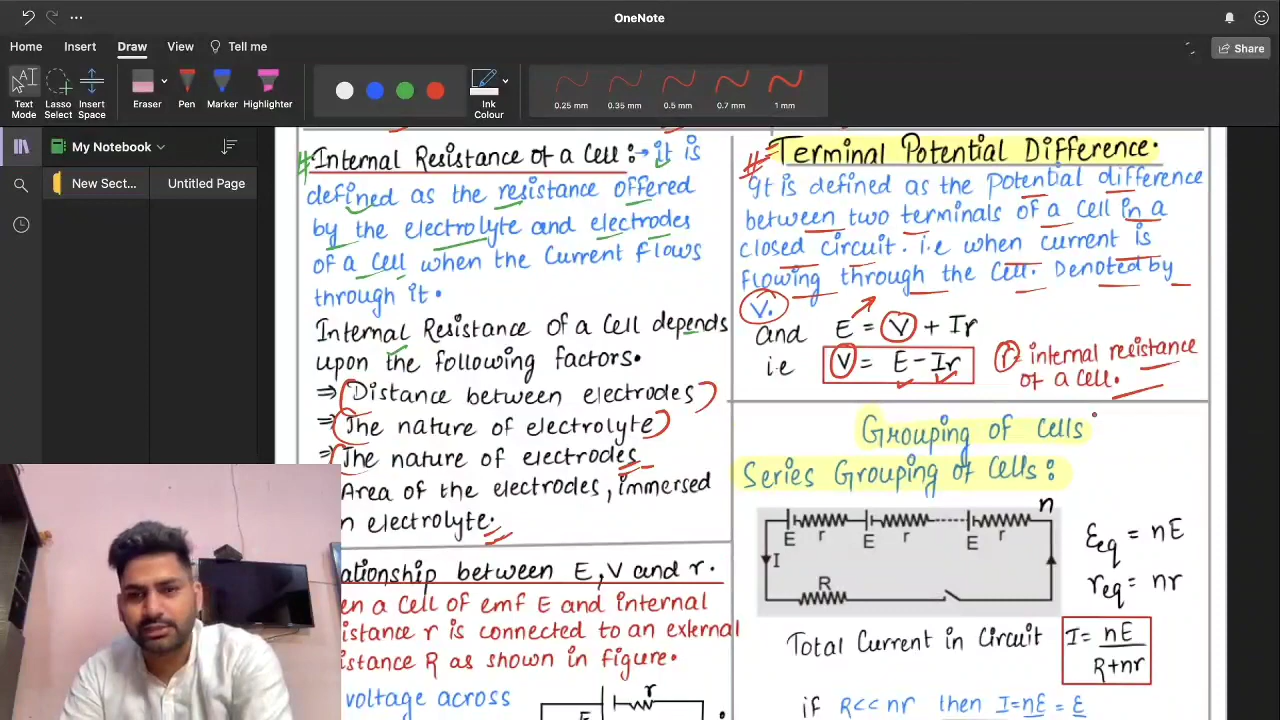 OneNote
Home
Insert
Draw
View
Tell me
Share
Text Mode
Lasso Select
Insert Space
Eraser
Pen
Marker
Highlighter
Ink Colour
0.25 mm
0.35 mm
0.5 mm
0.7 mm
1 mm
My Notebook
New Sect...
Untitled Page
# Internal Resistance of a Cell :→ it is
defined as the resistance offered
by the electrolyte and electrodes
of a cell when the Current flows
through it.
Internal Resistance of a Cell depends
upon the following factors.
⇒ Distance between electrodes
⇒ The nature of electrolyte
⇒ The nature of electrodes
Area of the electrodes, immersed
n electrolyte.
ationship between E, V and r.
en a Cell of emf E and internal
istance r is connected to an external
istance R as shown in figure.
voltage across
E
r
# Terminal Potential Difference.
It is defined as the potential difference
between two terminals of a Cell in a
closed circuit. i.e when current is
flowing through the Cell. Denoted by
V.
and E = V + Ir
i.e V = E - Ir
r = internal resistance
of a cell.
Grouping of cells
Series Grouping of Cells :
n
E r E r E r
I
R
Eeq = nE
req = nr
Total Current in Circuit I = nE / R+nr
if R<< nr then I = nE = E